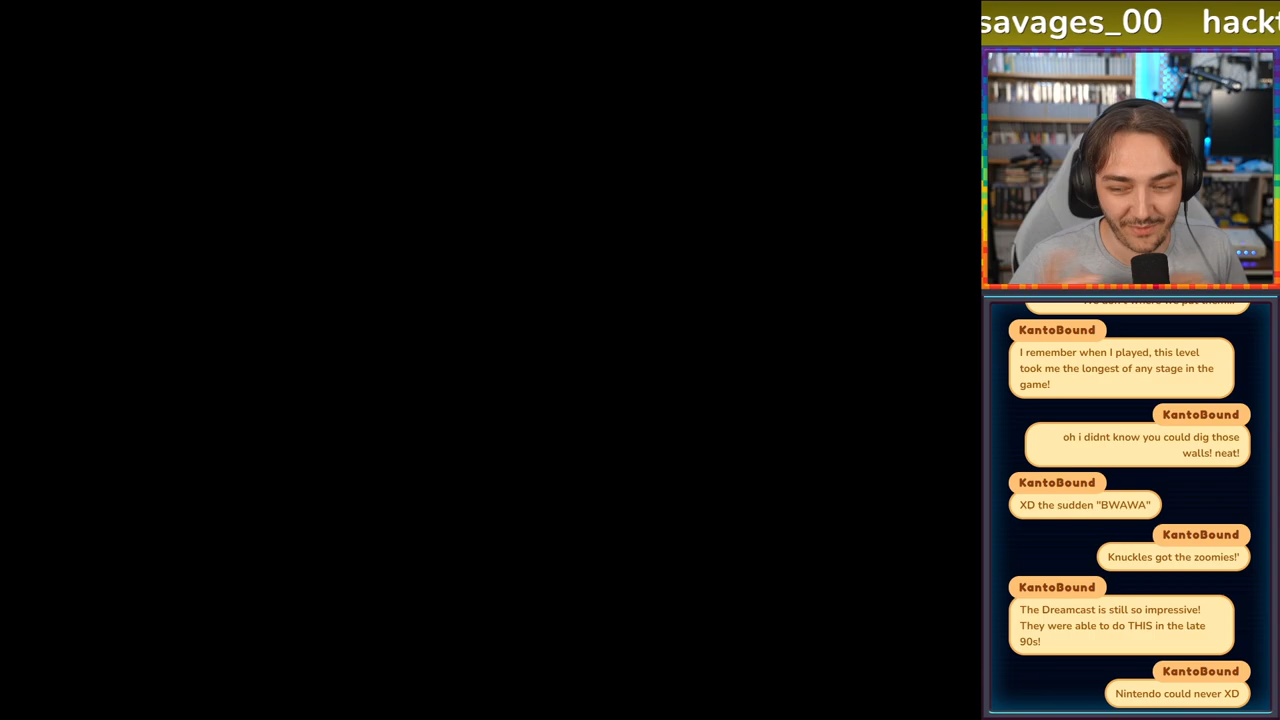 savages_00 hackt
KantoBound
I remember when I played, this level
took me the longest of any stage in the
game!
KantoBound
oh i didnt know you could dig those
walls! neat!
KantoBound
XD the sudden "BWAWA"
KantoBound
Knuckles got the zoomies!'
KantoBound
The Dreamcast is still so impressive!
They were able to do THIS in the late
90s!
KantoBound
Nintendo could never XD